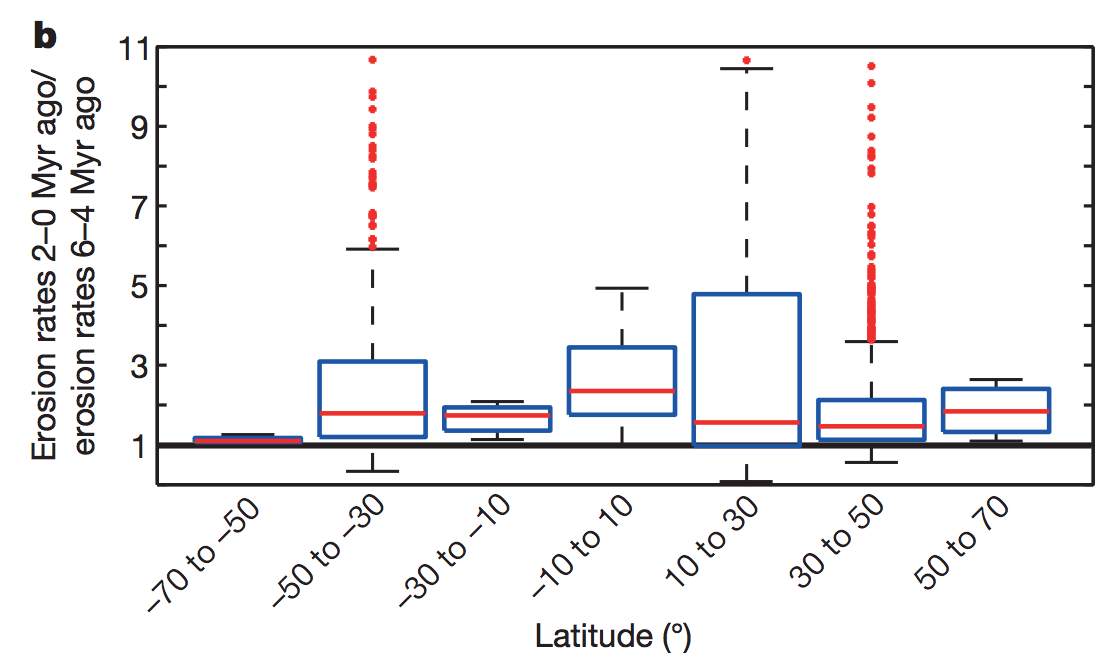 b
Erosion rates 2–0 Myr ago/
erosion rates 6–4 Myr ago
11
9
7
5
3
1
–70 to –50
–50 to –30
–30 to –10
–10 to 10
10 to 30
30 to 50
50 to 70
Latitude (°)